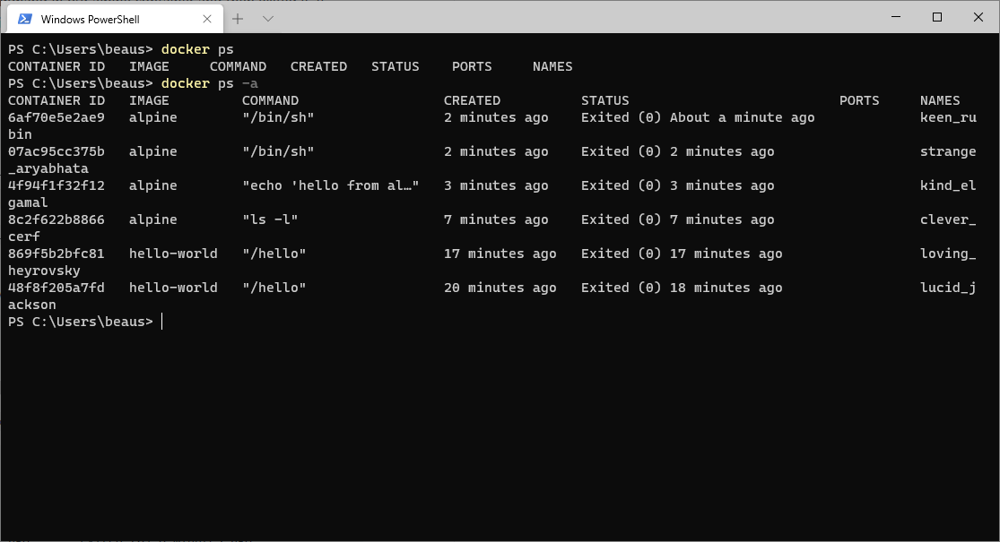 Windows PowerShell
PS C:\Users\beaus> docker ps
CONTAINER ID   IMAGE     COMMAND   CREATED   STATUS    PORTS     NAMES
PS C:\Users\beaus> docker ps -a
CONTAINER ID   IMAGE         COMMAND                  CREATED          STATUS                          PORTS     NAMES
6af70e5e2ae9   alpine        "/bin/sh"                2 minutes ago    Exited (0) About a minute ago             keen_ru
bin
07ac95cc375b   alpine        "/bin/sh"                2 minutes ago    Exited (0) 2 minutes ago                  strange
_aryabhata
4f94f1f32f12   alpine        "echo 'hello from al…"   3 minutes ago    Exited (0) 3 minutes ago                  kind_el
gamal
8c2f622b8866   alpine        "ls -l"                  7 minutes ago    Exited (0) 7 minutes ago                  clever_
cerf
869f5b2bfc81   hello-world   "/hello"                 17 minutes ago   Exited (0) 17 minutes ago                 loving_
heyrovsky
48f8f205a7fd   hello-world   "/hello"                 20 minutes ago   Exited (0) 18 minutes ago                 lucid_j
ackson
PS C:\Users\beaus>